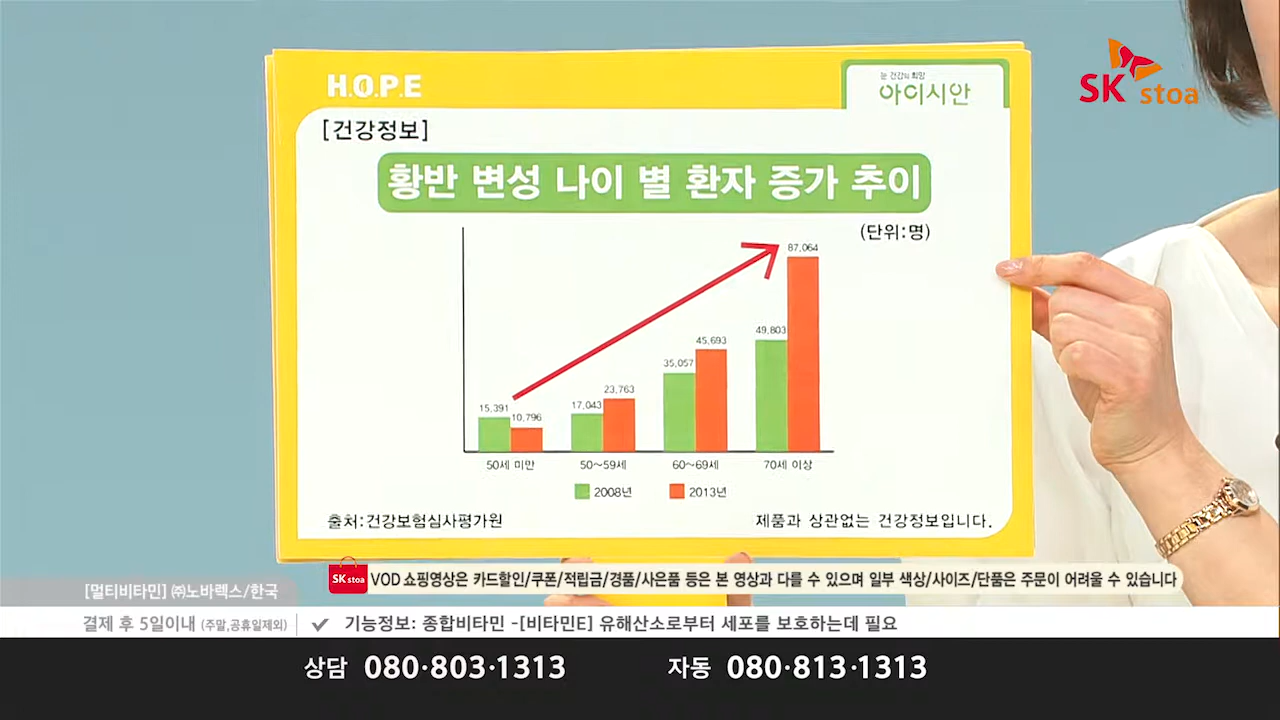 H.O.P.E
눈 건강의 희망
아이시안
SK stoa
[건강정보]
황반 변성 나이 별 환자 증가 추이
(단위:명)
87,064
49,803
45,693
35,057
23,763
17,043
15,391
10,796
50세 미만 50~59세 60~69세 70세 이상
2008년 2013년
출처:건강보험심사평가원 제품과 상관없는 건강정보입니다.
SK stoa VOD 쇼핑영상은 카드할인/쿠폰/적립금/경품/사은품 등은 본 영상과 다를 수 있으며 일부 색상/사이즈/단품은 주문이 어려울 수 있습니다
[멀티비타민] ㈜노바렉스/한국
결제 후 5일이내 (주말,공휴일제외) 기능정보: 종합비타민 -[비타민E] 유해산소로부터 세포를 보호하는데 필요
상담 080·803·1313 자동 080·813·1313